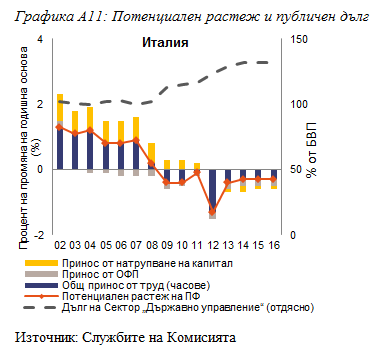 Графика A11: Потенциален растеж и публичен дълг
Италия
Процент на промяна на годишна основа (%)
4
2
0
-2
150
100
50
0
% от БВП
02 03 04 05 06 07 08 09 10 11 12 13 14 15 16
Принос от натрупване на капитал
Принос от ОФП
Общ принос от труд (часове)
Потенциален растеж на ПФ
Дълг на Сектор „Държавно управление“ (отдясно)
Източник: Службите на Комисията